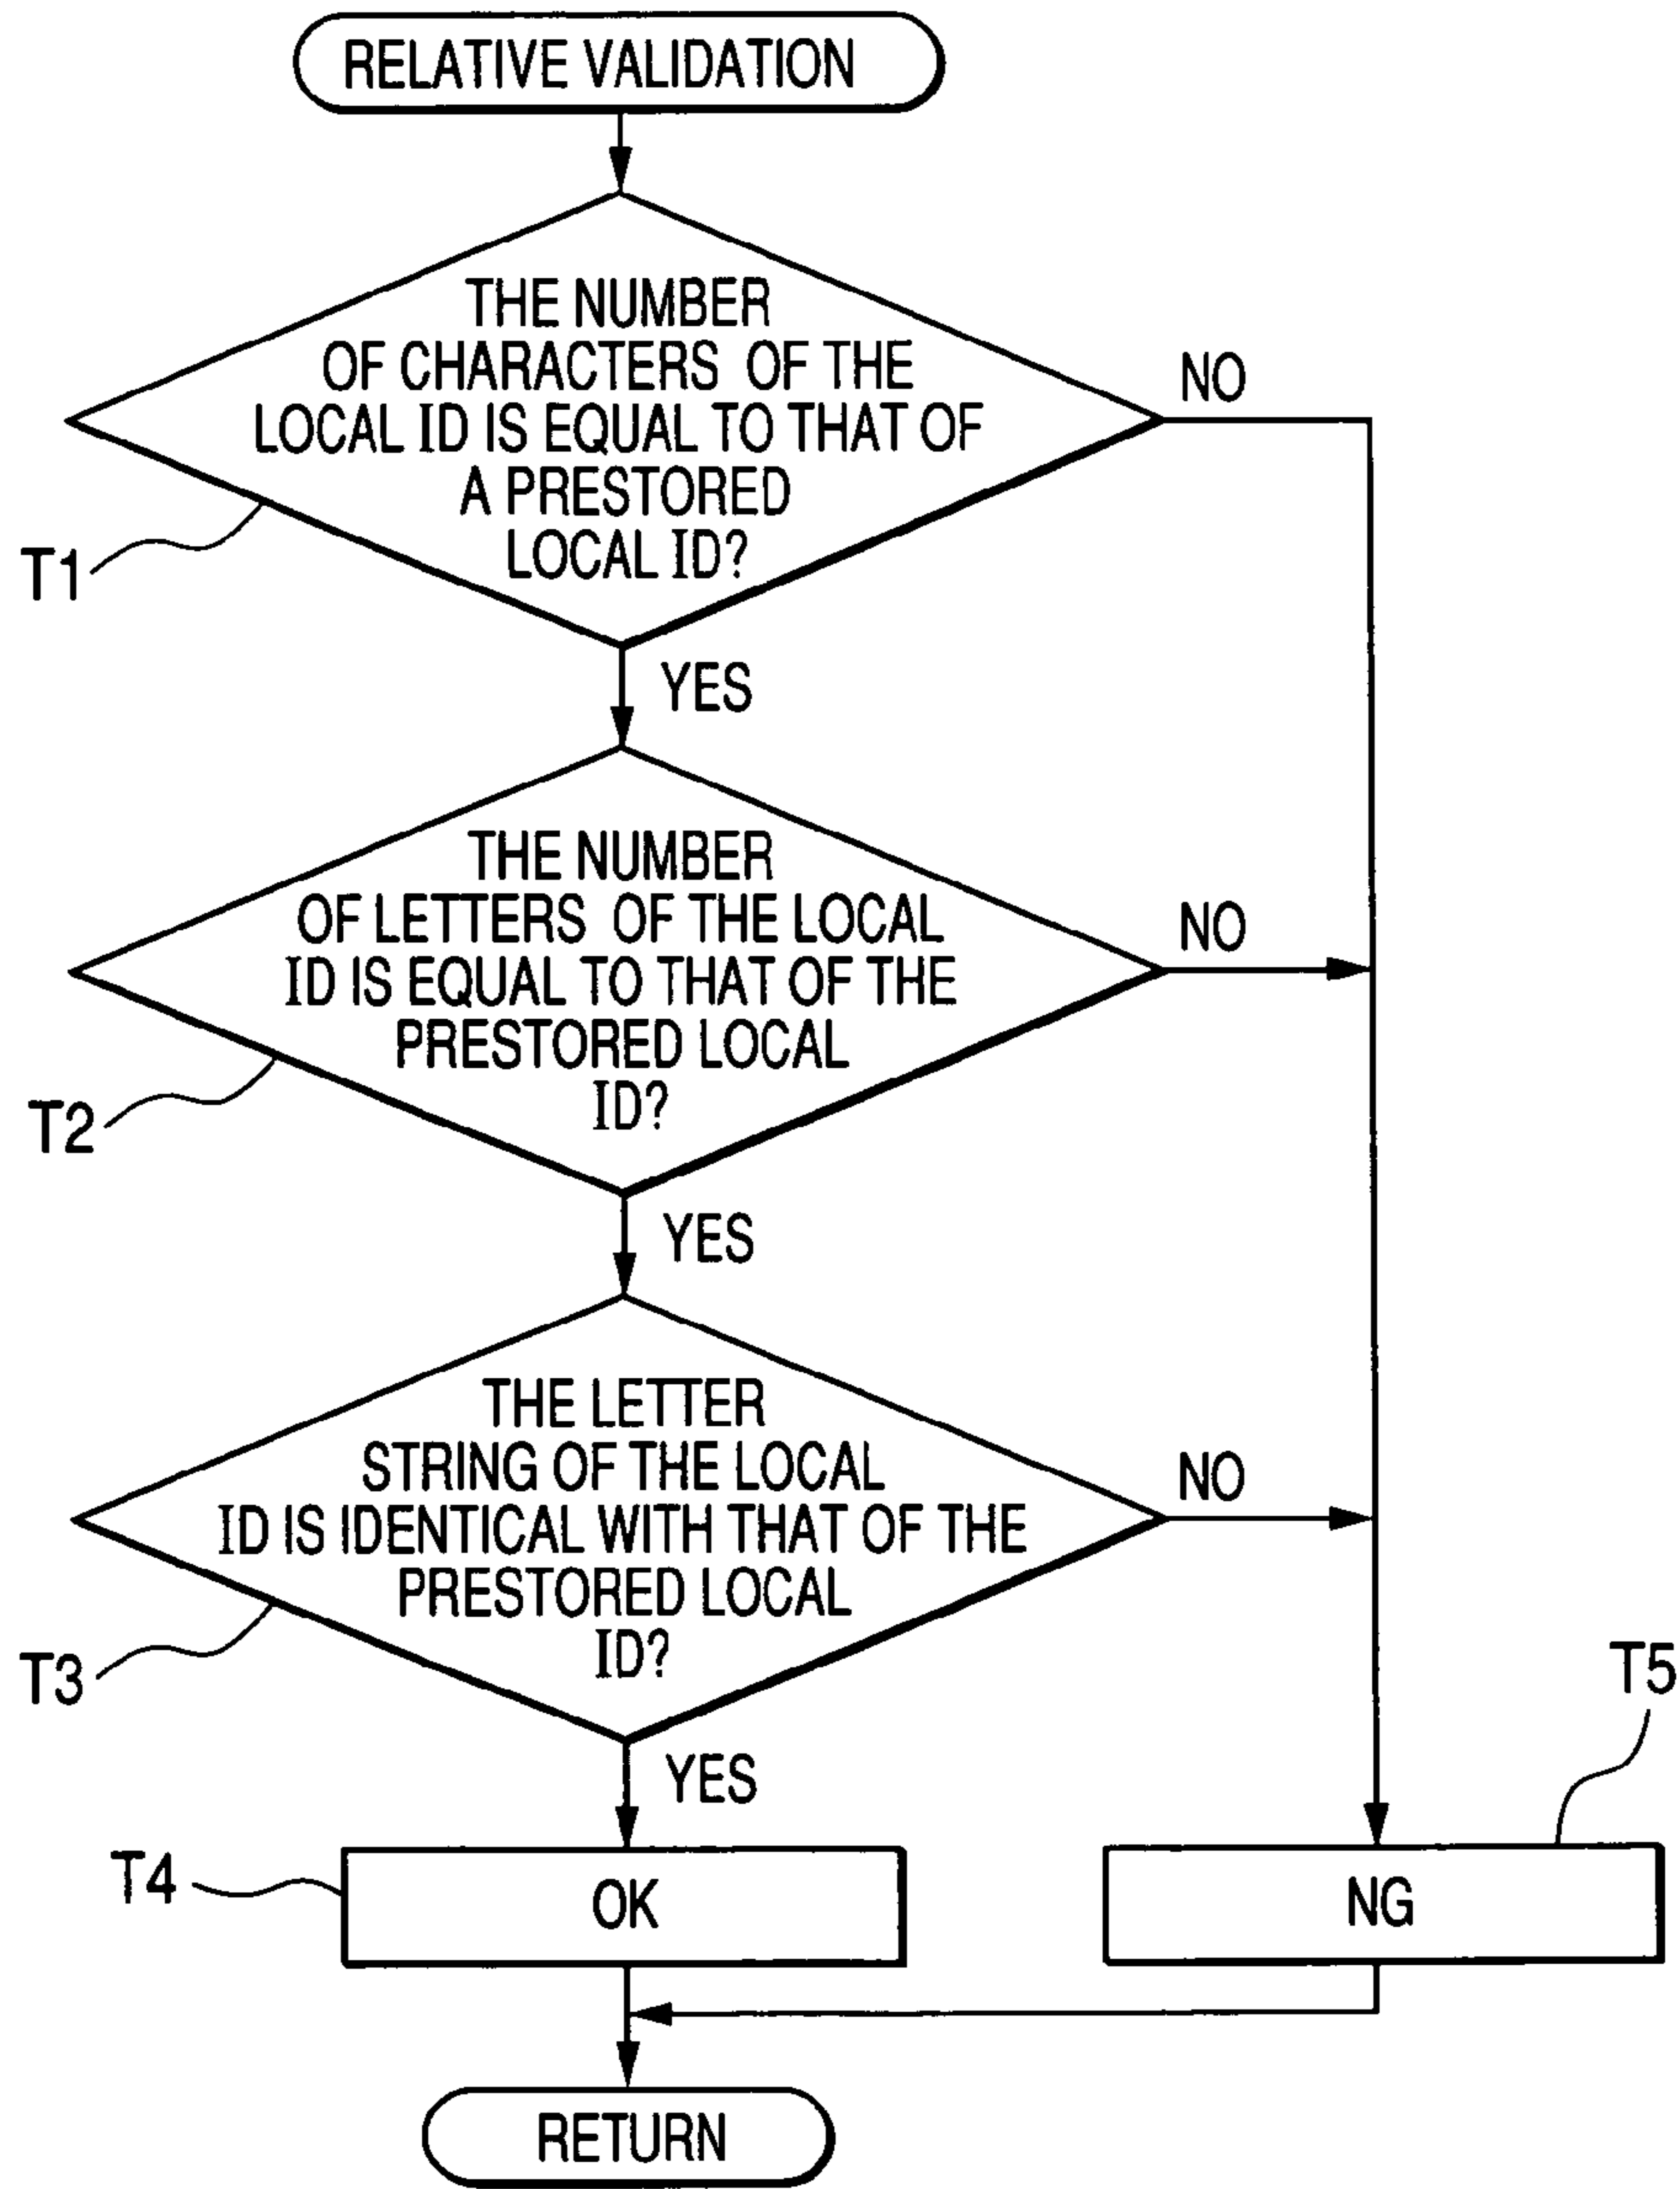 RELATIVE VALIDATION
THE NUMBER
OF CHARACTERS OF THE
LOCAL ID IS EQUAL TO THAT OF
A PRESTORED
LOCAL ID?
NO
T1
YES
THE NUMBER
OF LETTERS OF THE LOCAL
ID IS EQUAL TO THAT OF THE
PRESTORED LOCAL
ID?
NO
T2
YES
THE LETTER
STRING OF THE LOCAL
ID IS IDENTICAL WITH THAT OF THE
PRESTORED LOCAL
ID?
NO
T3
T5
YES
T4
OK
NG
RETURN